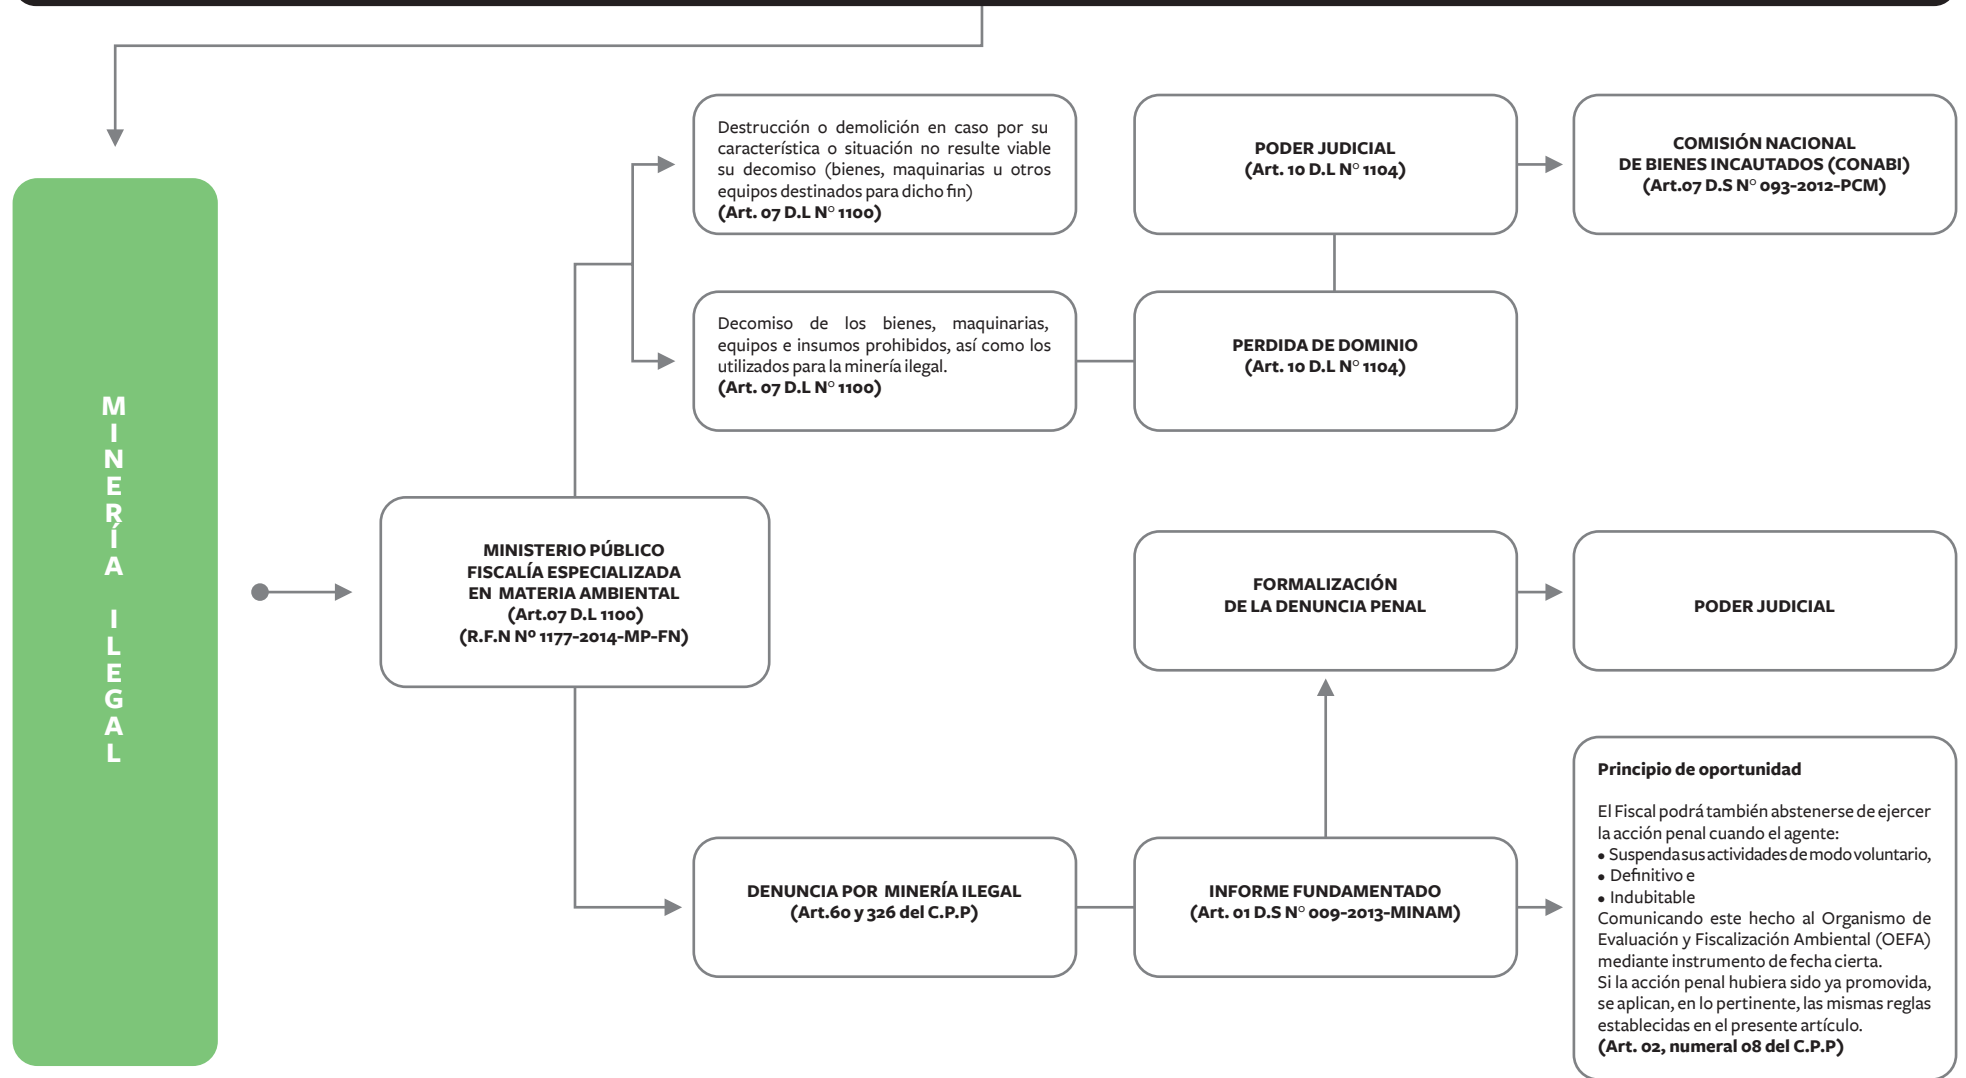 MINERÍA ILEGAL
Destrucción o demolición en caso por su
característica o situación no resulte viable
su decomiso (bienes, maquinarias u otros
equipos destinados para dicho fin)
(Art. 07 D.L N° 1100)
PODER JUDICIAL
(Art. 10 D.L N° 1104)
COMISIÓN NACIONAL
DE BIENES INCAUTADOS (CONABI)
(Art.07 D.S N° 093-2012-PCM)
Decomiso de los bienes, maquinarias,
equipos e insumos prohibidos, así como los
utilizados para la minería ilegal.
(Art. 07 D.L N° 1100)
PERDIDA DE DOMINIO
(Art. 10 D.L N° 1104)
MINISTERIO PÚBLICO
FISCALÍA ESPECIALIZADA
EN MATERIA AMBIENTAL
(Art.07 D.L 1100)
(R.F.N Nº 1177-2014-MP-FN)
FORMALIZACIÓN
DE LA DENUNCIA PENAL
PODER JUDICIAL
DENUNCIA POR MINERÍA ILEGAL
(Art.60 y 326 del C.P.P)
INFORME FUNDAMENTADO
(Art. 01 D.S N° 009-2013-MINAM)
Principio de oportunidad
El Fiscal podrá también abstenerse de ejercer
la acción penal cuando el agente:
• Suspenda sus actividades de modo voluntario,
• Definitivo e
• Indubitable
Comunicando este hecho al Organismo de
Evaluación y Fiscalización Ambiental (OEFA)
mediante instrumento de fecha cierta.
Si la acción penal hubiera sido ya promovida,
se aplican, en lo pertinente, las mismas reglas
establecidas en el presente artículo.
(Art. 02, numeral 08 del C.P.P)